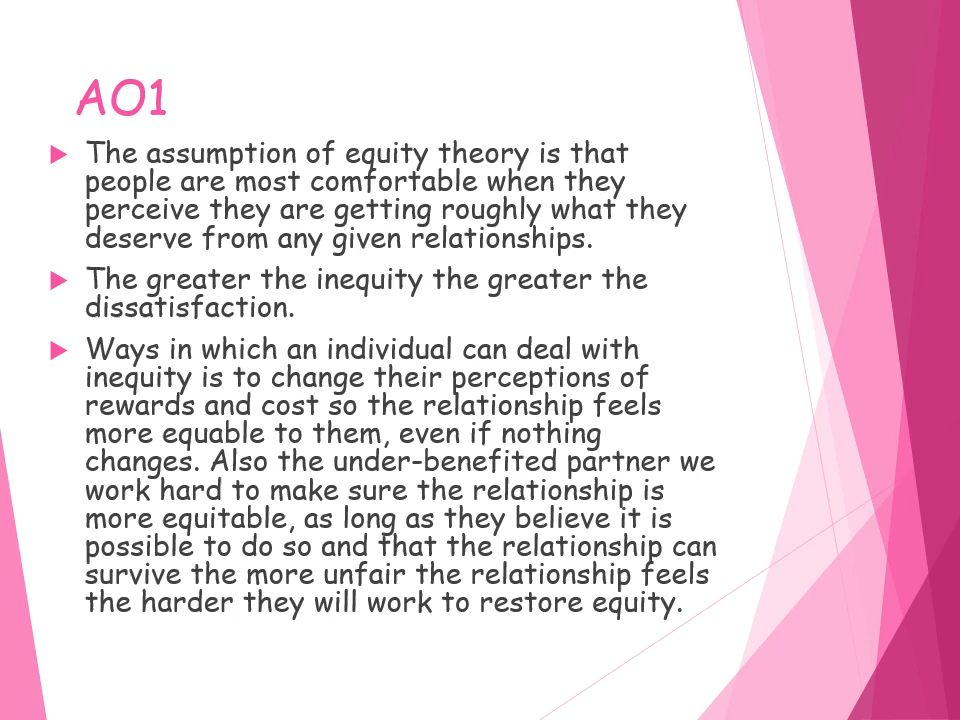 AO1
The assumption of equity theory is that
people are most comfortable when they
perceive they are getting roughly what they
deserve from any given relationships.
The greater the inequity the greater the
dissatisfaction.
Ways in which an individual can deal with
inequity is to change their perceptions of
rewards and cost so the relationship feels
more equable to them, even if nothing
changes. Also the under-benefited partner we
work hard to make sure the relationship is
more equitable, as long as they believe it is
possible to do so and that the relationship can
survive the more unfair the relationship feels
the harder they will work to restore equity.